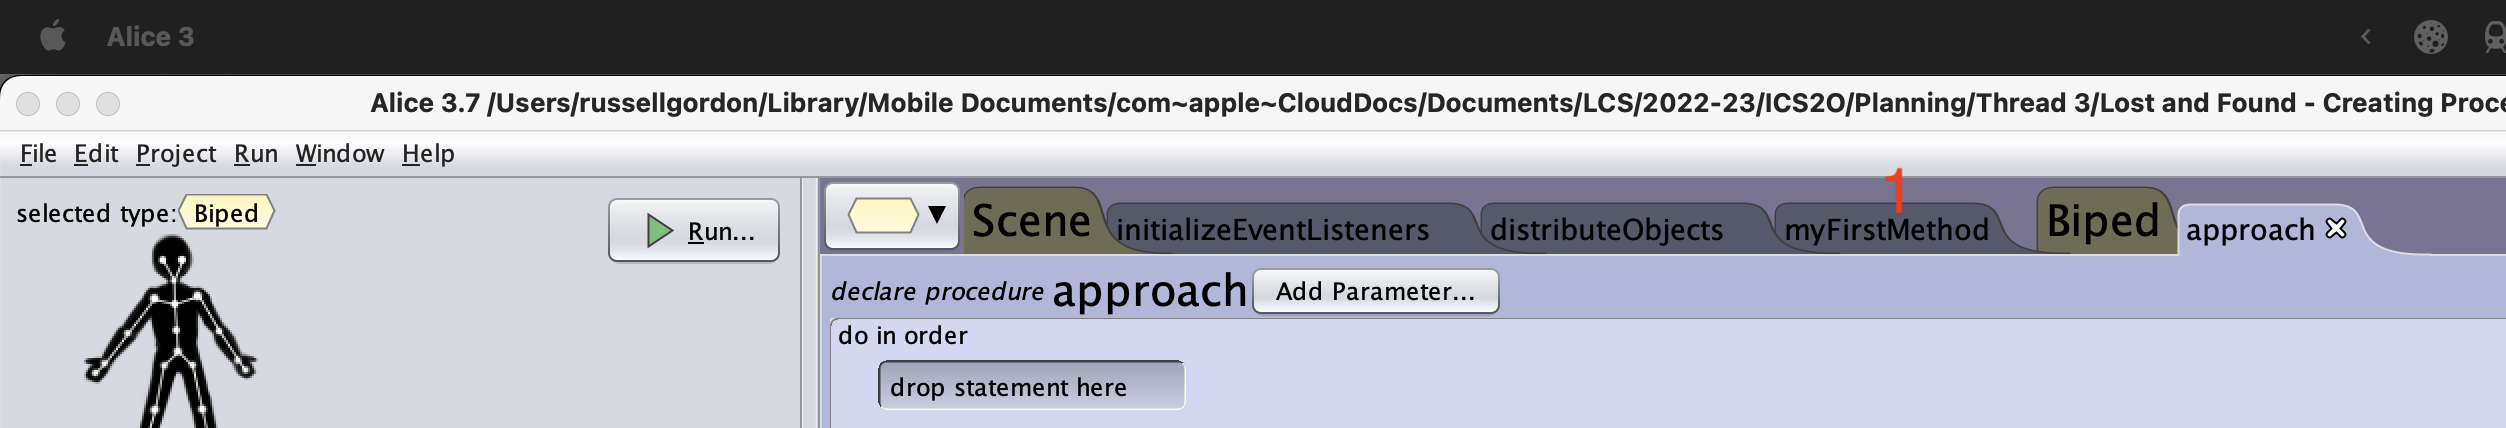 Alice 3
Alice 3.7 /Users/russellgordon/Library/Mobile Documents/com~apple~CloudDocs/Documents/LCS/2022-23/ICS2O/Planning/Thread 3/Lost and Found - Creating Proce
File Edit Project Run Window Help
selected type: Biped
Run...
1
Scene initializeEventListeners distributeObjects myFirstMethod Biped approach
declare procedure approach Add Parameter...
do in order
drop statement here